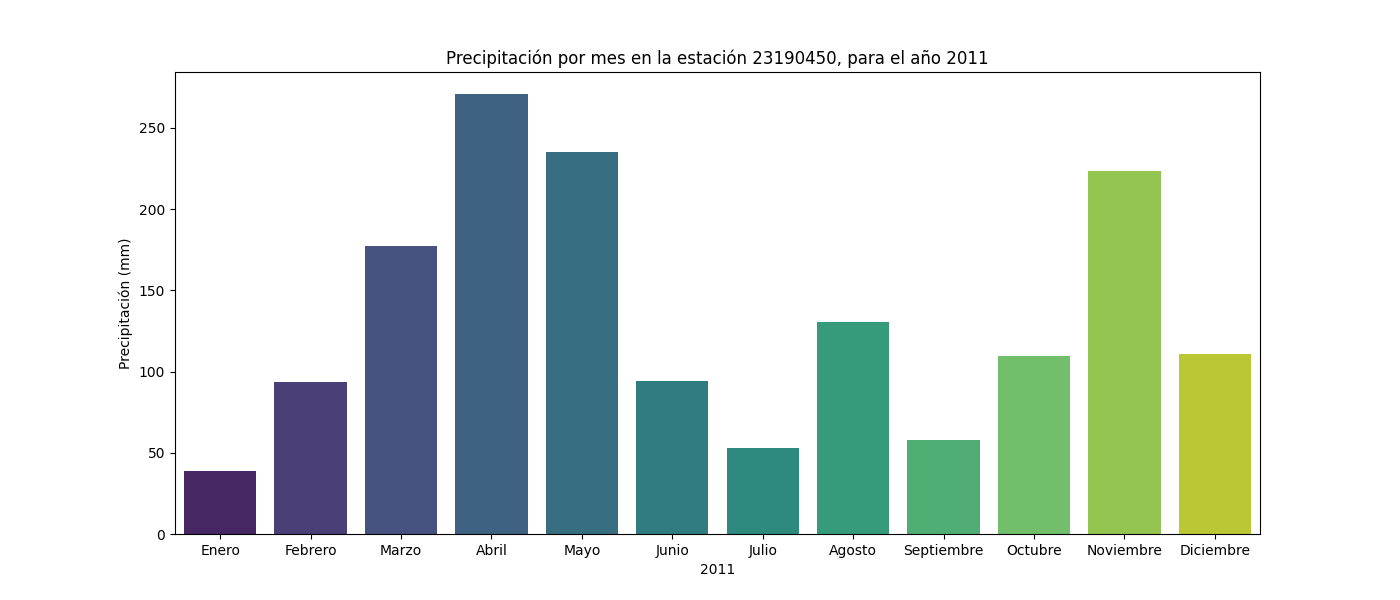 Precipitación por mes en la estación 23190450, para el año 2011
Precipitación (mm)
250
200
150
100
50
0
Enero Febrero Marzo Abril Mayo Junio Julio Agosto Septiembre Octubre Noviembre Diciembre
2011